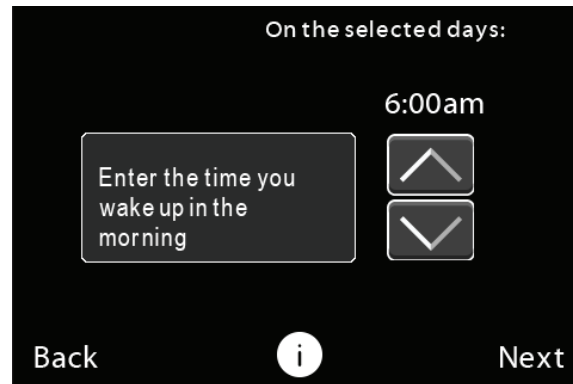 On the selected days:
6:00am
Enter the time you
wake up in the
morning
Back
i
Next